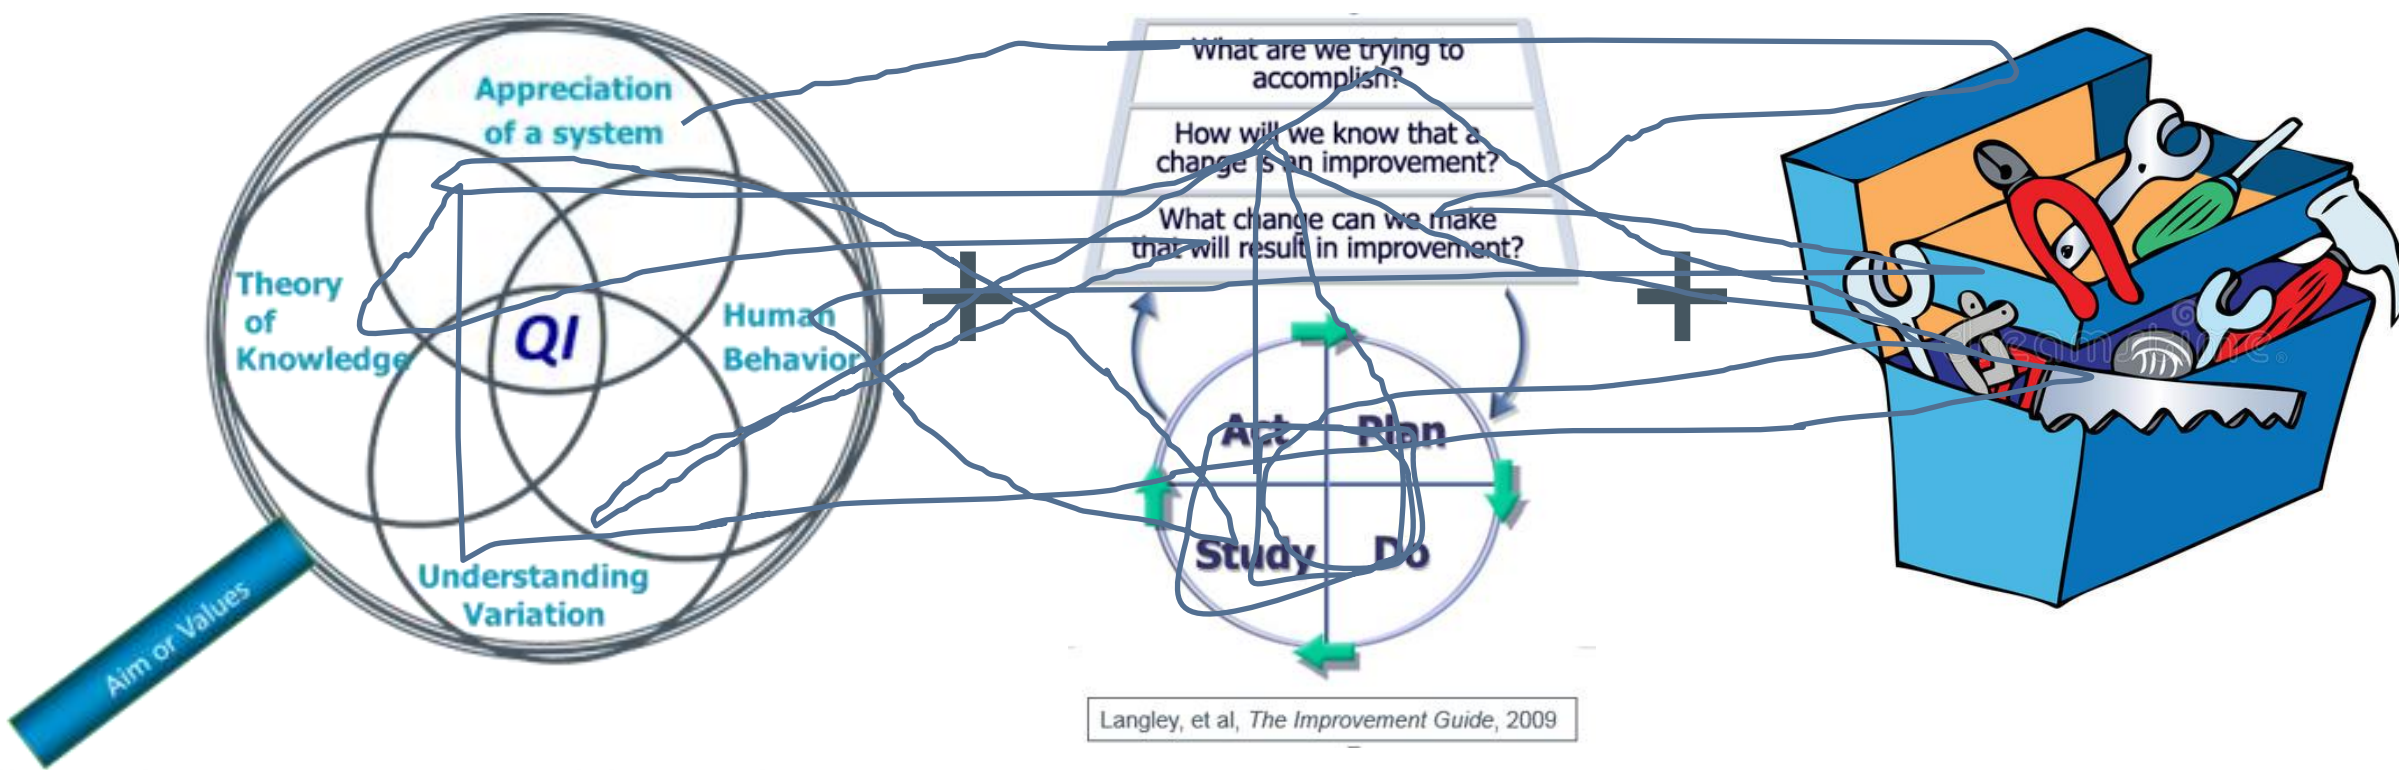 Appreciation
of a system
Theory
of
Knowledge
QI
Human
Behavior
Understanding
Variation
Aim or Values
What are we trying to
accomplish?
How will we know that a
change is an improvement?
What change can we make
that will result in improvement?
Act
Plan
Study
Do
Langley, et al, The Improvement Guide, 2009
dreamstime.